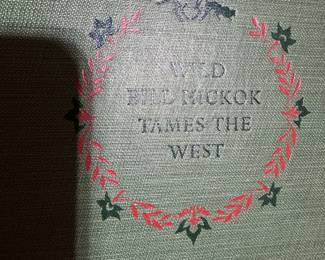 WILD
BILL HICKOK
TAMES THE
WEST